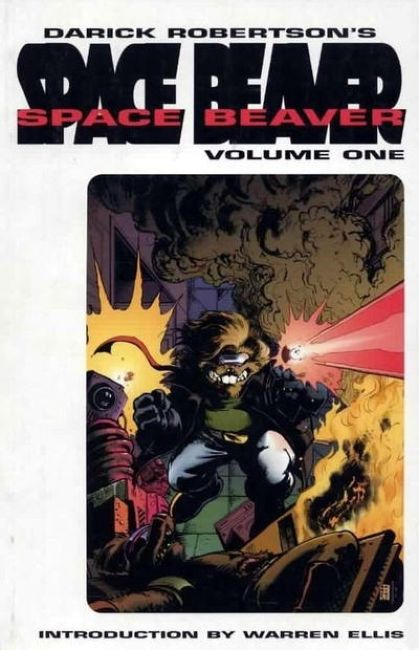 DARICK ROBERTSON'S
SPACE BEAVER
SPACE BEAVER
VOLUME ONE
INTRODUCTION BY WARREN ELLIS